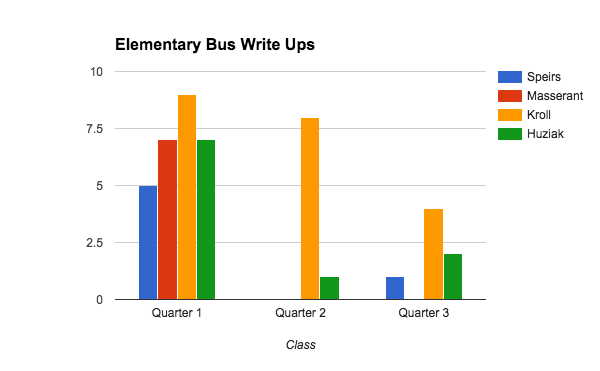 Elementary Bus Write Ups
10
7.5
5
2.5
0
Quarter 1
Quarter 2
Quarter 3
Class
Speirs
Masserant
Kroll
Huziak